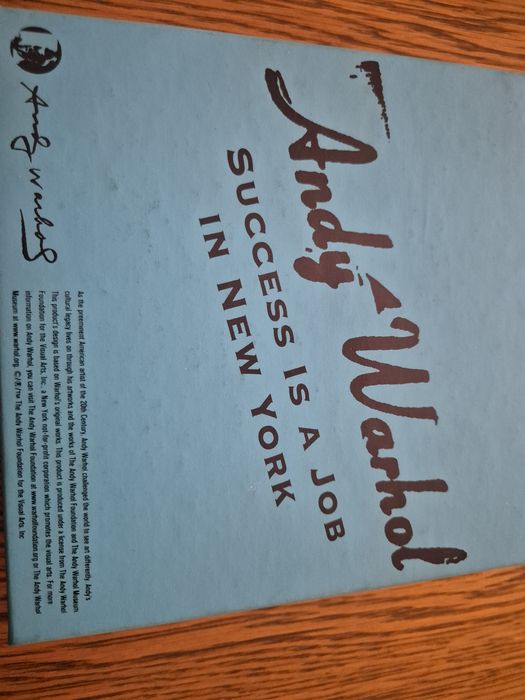 Andy Warhol
SUCCESS IS A JOB
IN NEW YORK
Andy Warhol
As the preeminent American artist of the 20th Century, Andy Warhol challenged the world to see art differently. Andy's
cultural legacy lives on through his artworks and the works of The Andy Warhol Foundation and The Andy Warhol Museum.
This product's design is based on Warhol's original works. This product is produced under a license from The Andy Warhol
Foundation for the Visual Arts, Inc., a New York not-for-profit corporation which promotes the visual arts. For more
information on Andy Warhol, you can visit The Andy Warhol Foundation at www.warholfoundation.org or The Andy Warhol
Museum at www.warhol.org. ©/®/™ The Andy Warhol Foundation for the Visual Arts, Inc